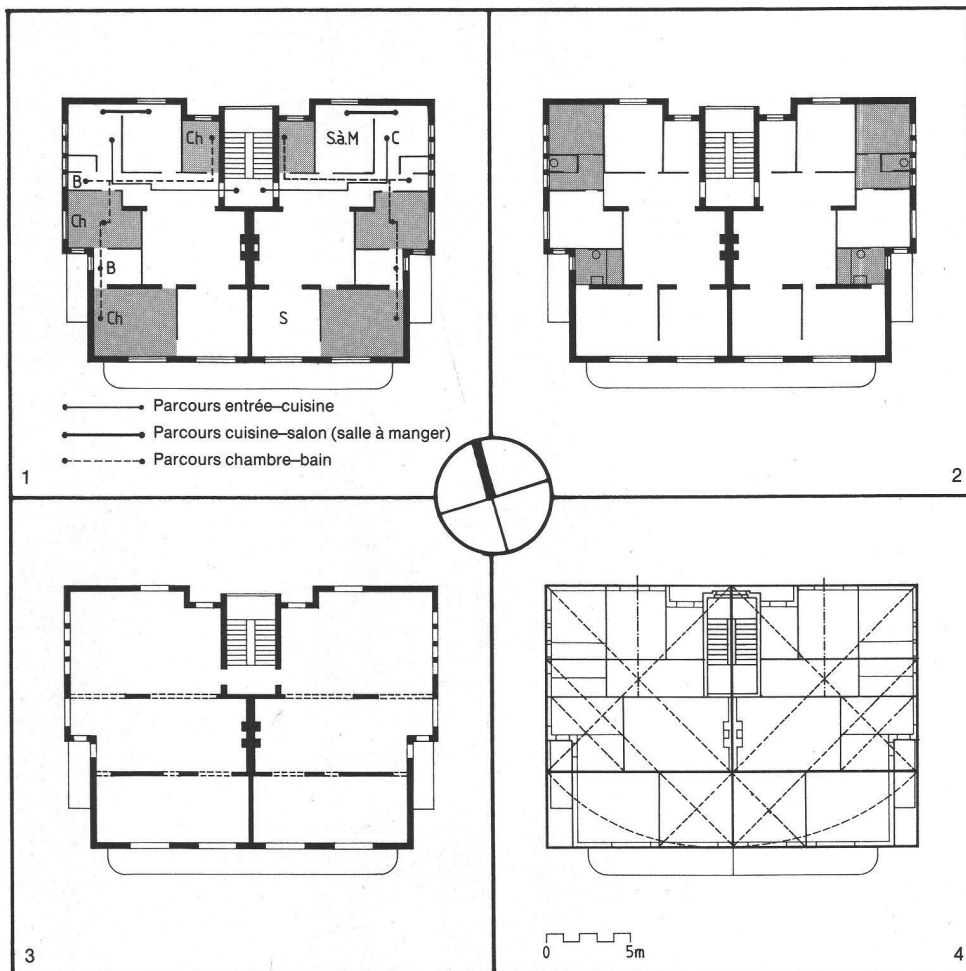 Ch
S.à.M
C
B
Ch
B
Ch
S
Parcours entrée–cuisine
Parcours cuisine–salon (salle à manger)
Parcours chambre–bain
1
2
3
0 5m
4